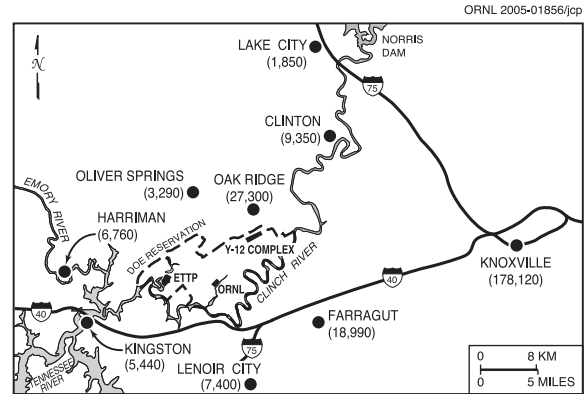 ORNL 2005-01856/jcp
N
LAKE CITY
(1,850)
NORRIS
DAM
75
CLINTON
(9,350)
OLIVER SPRINGS
(3,290)
OAK RIDGE
(27,300)
EMORY RIVER
HARRIMAN
(6,760)
DOE RESERVATION
Y-12 COMPLEX
ETTP
ORNL
CLINCH RIVER
KNOXVILLE
(178,120)
40
40
FARRAGUT
(18,990)
KINGSTON
(5,440)
75
LENOIR CITY
(7,400)
TENNESSEE
RIVER
0 8 KM
0 5 MILES